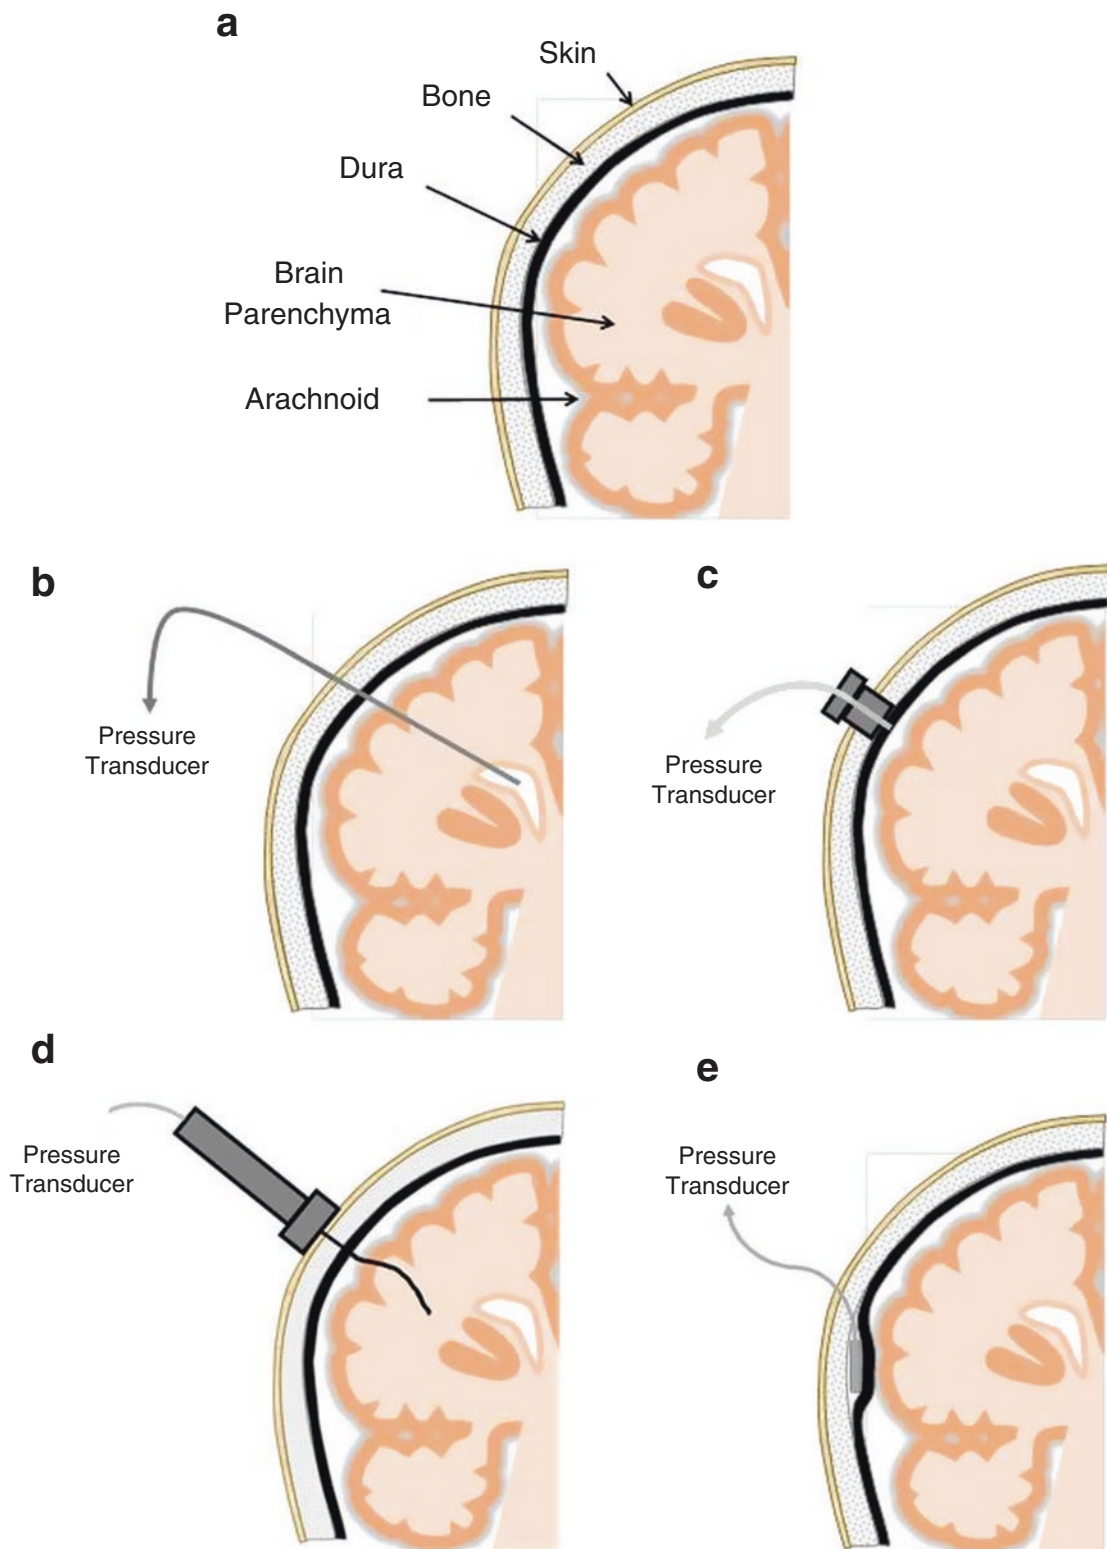 a
Skin
Bone
Dura
Brain
Parenchyma
Arachnoid
b
Pressure
Transducer
c
Pressure
Transducer
d
Pressure
Transducer
e
Pressure
Transducer